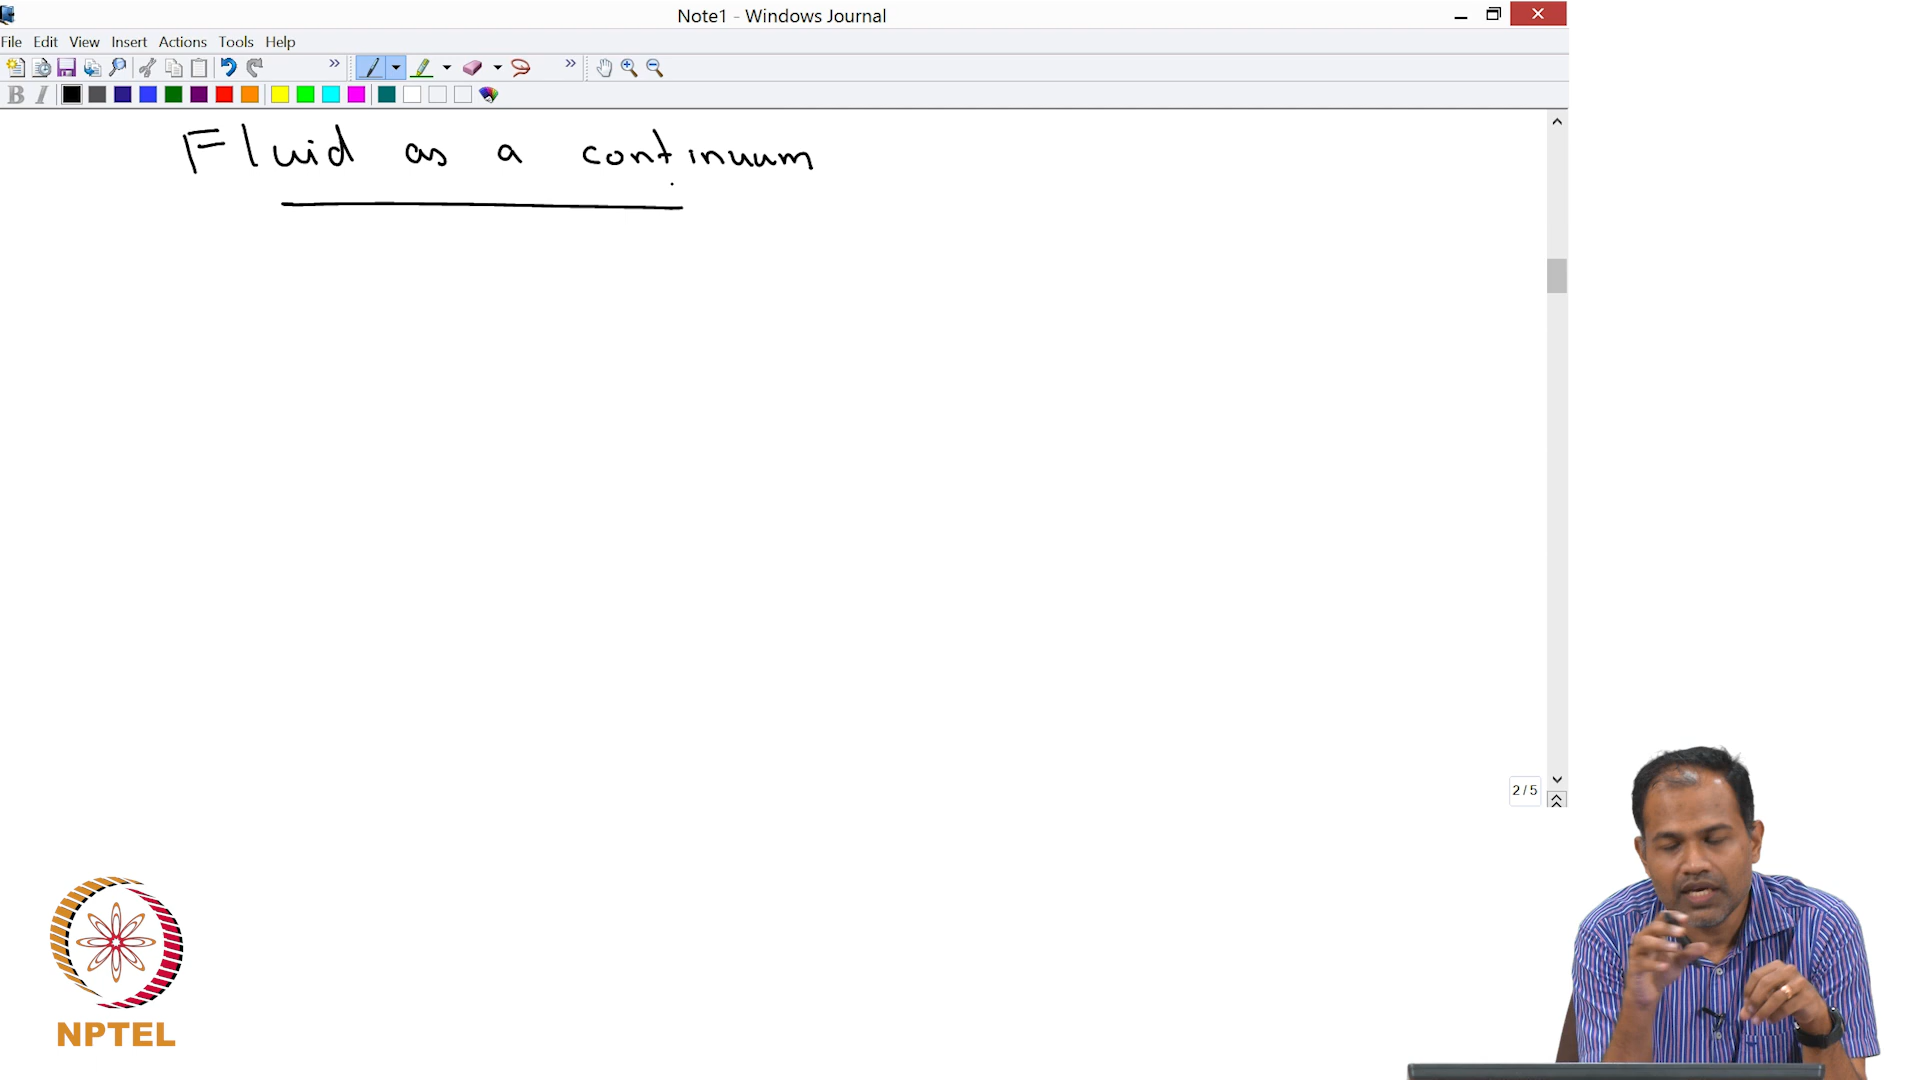 Note1 - Windows Journal
File Edit View Insert Actions Tools Help
B I
Fluid as a continuum
2 / 5
NPTEL